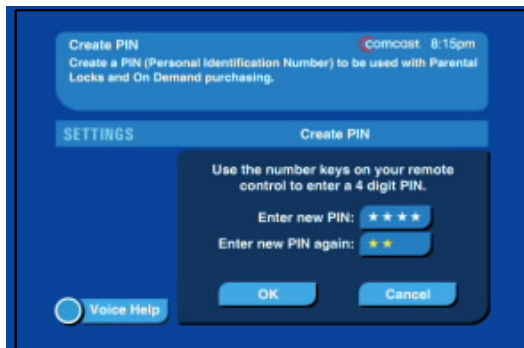 Create PIN comcast 8:15pm
Create a PIN (Personal Identification Number) to be used with Parental
Locks and On Demand purchasing.
SETTINGS Create PIN
Use the number keys on your remote
control to enter a 4 digit PIN.
Enter new PIN: ★★★★
Enter new PIN again: ★★
OK Cancel
Voice Help